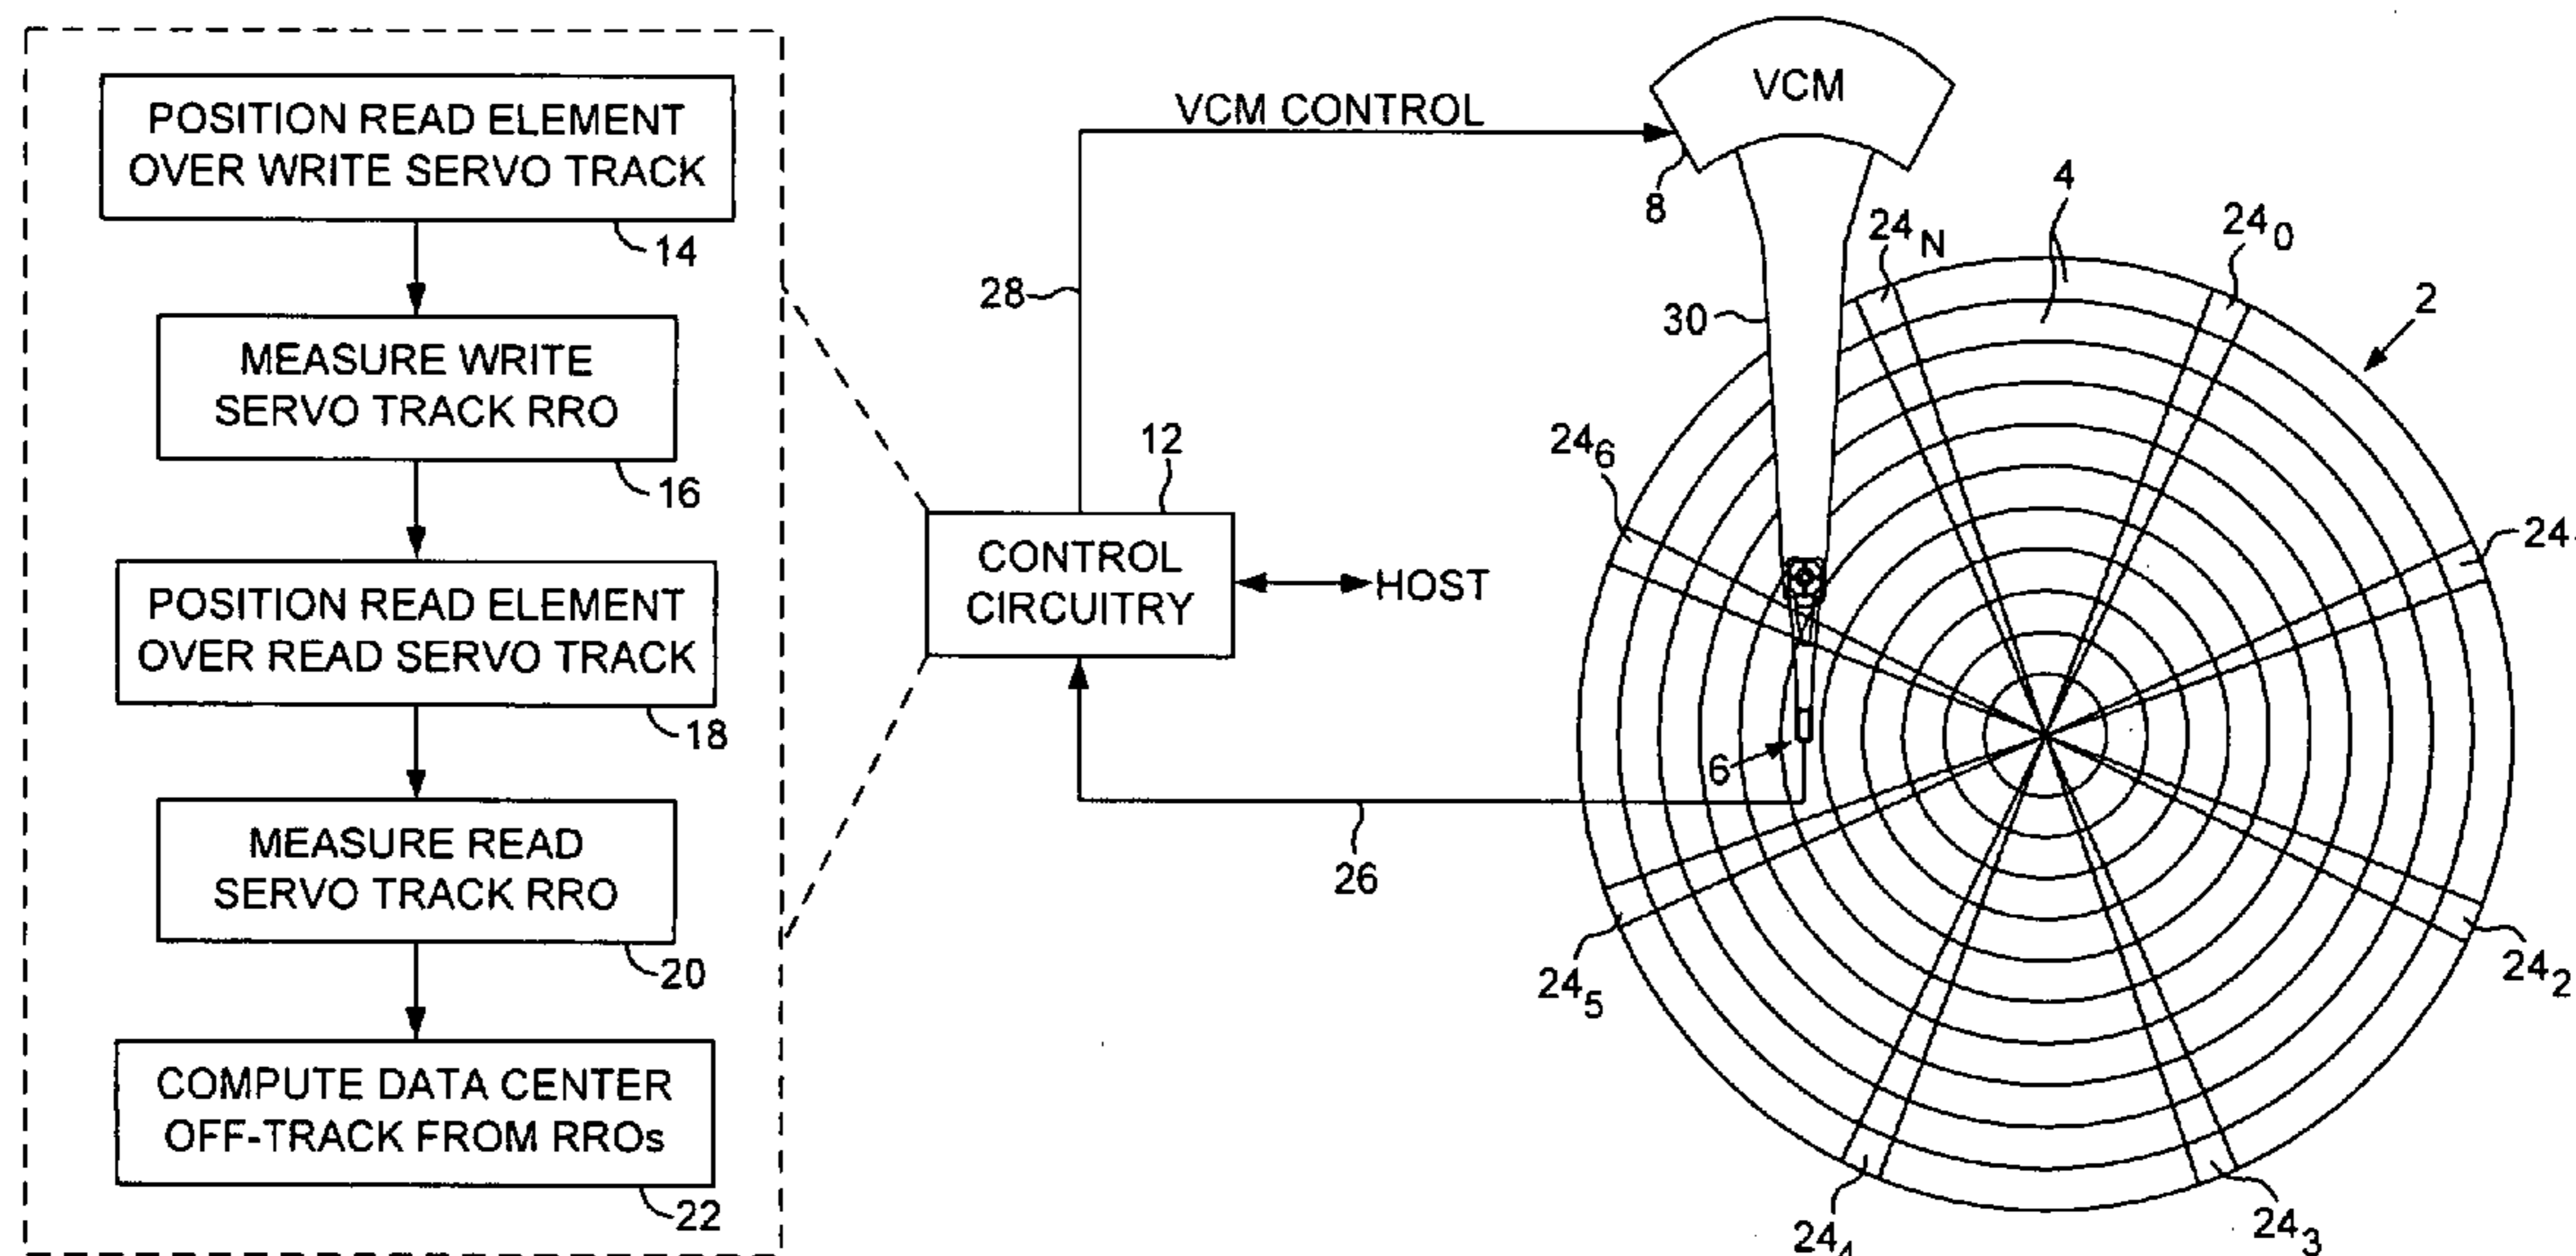 POSITION READ ELEMENT
OVER WRITE SERVO TRACK
14
MEASURE WRITE
SERVO TRACK RRO
16
POSITION READ ELEMENT
OVER READ SERVO TRACK
18
MEASURE READ
SERVO TRACK RRO
20
COMPUTE DATA CENTER
OFF-TRACK FROM RROs
22
VCM CONTROL
28
12
CONTROL
CIRCUITRY
HOST
26
VCM
8
30
6
4
2
24N
240
24
242
243
24
245
246